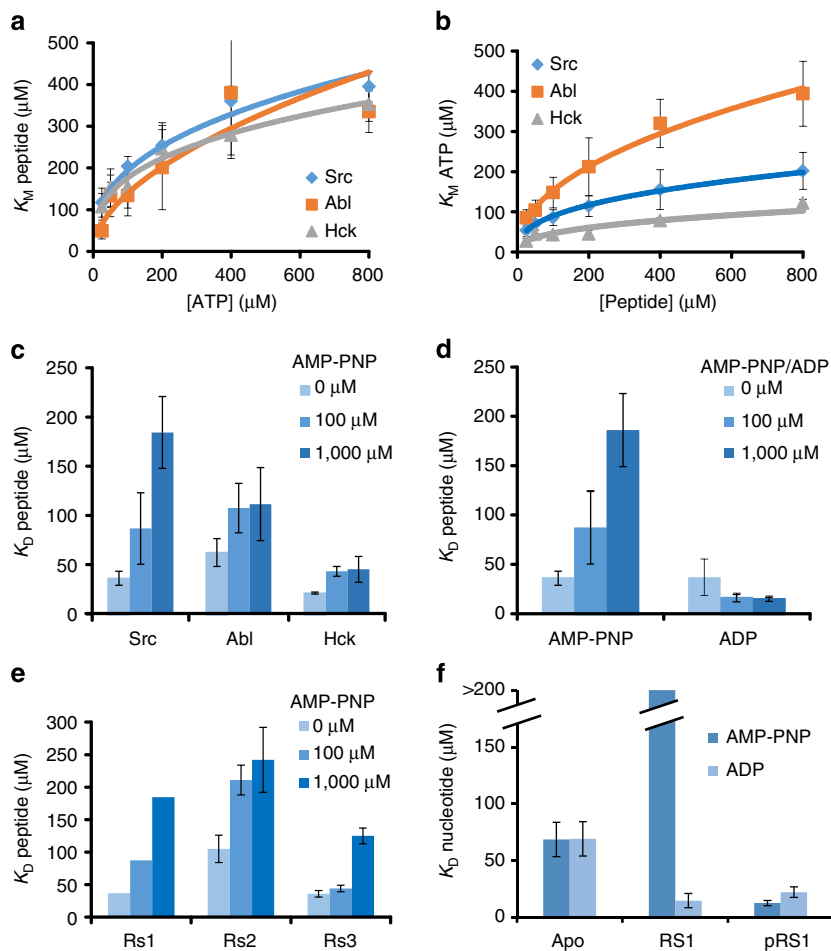 a
500
400
300
200
100
0
K_M peptide (μM)
0
200
400
600
800
[ATP] (μM)
Src
Abl
Hck
b
500
400
300
200
100
0
K_M ATP (μM)
0
200
400
600
800
[Peptide] (μM)
Src
Abl
Hck
c
250
200
150
100
50
0
K_D peptide (μM)
AMP-PNP
0 μM
100 μM
1,000 μM
Src
Abl
Hck
d
250
200
150
100
50
0
K_D peptide (μM)
AMP-PNP/ADP
0 μM
100 μM
1,000 μM
AMP-PNP
ADP
e
300
250
200
150
100
50
0
K_D peptide (μM)
AMP-PNP
0 μM
100 μM
1,000 μM
Rs1
Rs2
Rs3
f
>200
150
100
50
0
K_D nucleotide (μM)
AMP-PNP
ADP
Apo
RS1
pRS1